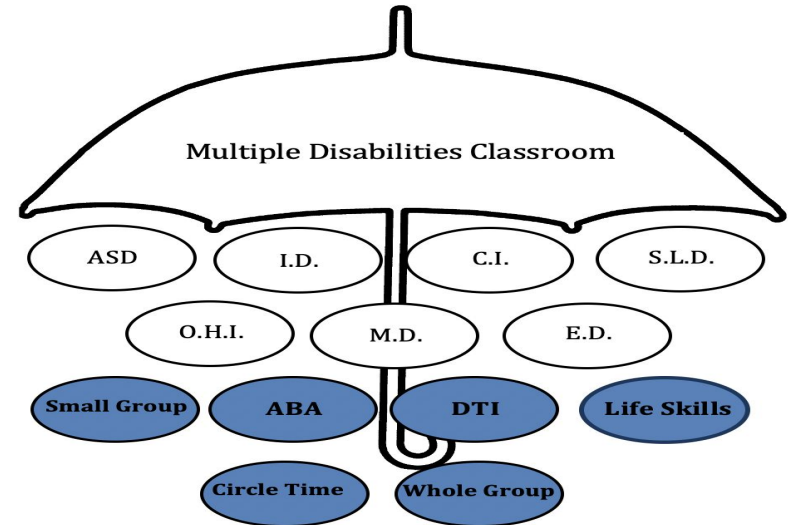 Multiple Disabilities Classroom
ASD
I.D.
C.I.
S.L.D.
O.H.I.
M.D.
E.D.
Small Group
ABA
DTI
Life Skills
Circle Time
Whole Group